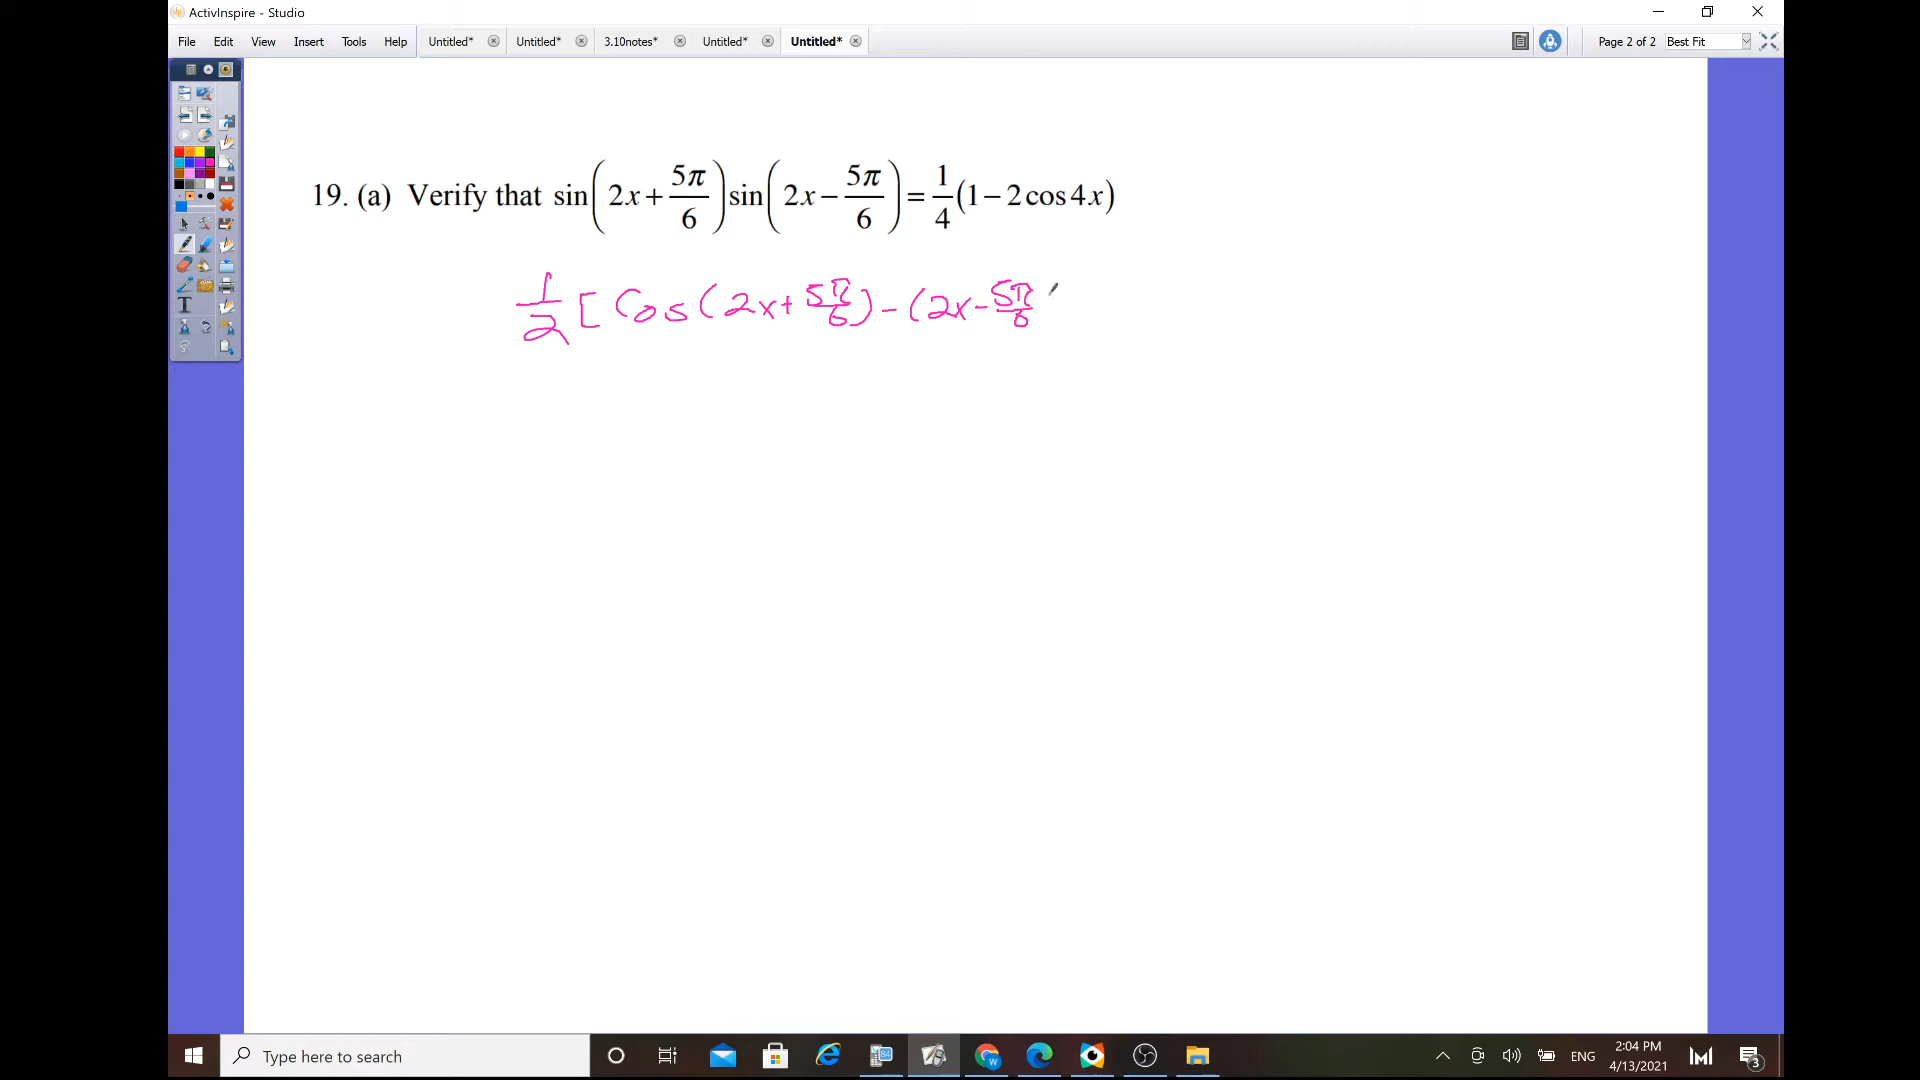 ActivInspire - Studio
File Edit View Insert Tools Help Untitled* Untitled* 3.10notes* Untitled* Untitled* Page 2 of 2 Best Fit
19. (a) Verify that sin(2x + 5π/6) sin(2x − 5π/6) = 1/4 (1 − 2 cos 4x)
1/2 [ Cos (2x + 5π/6) − (2x − 5π/6
Type here to search
ENG
2:04 PM
4/13/2021
3